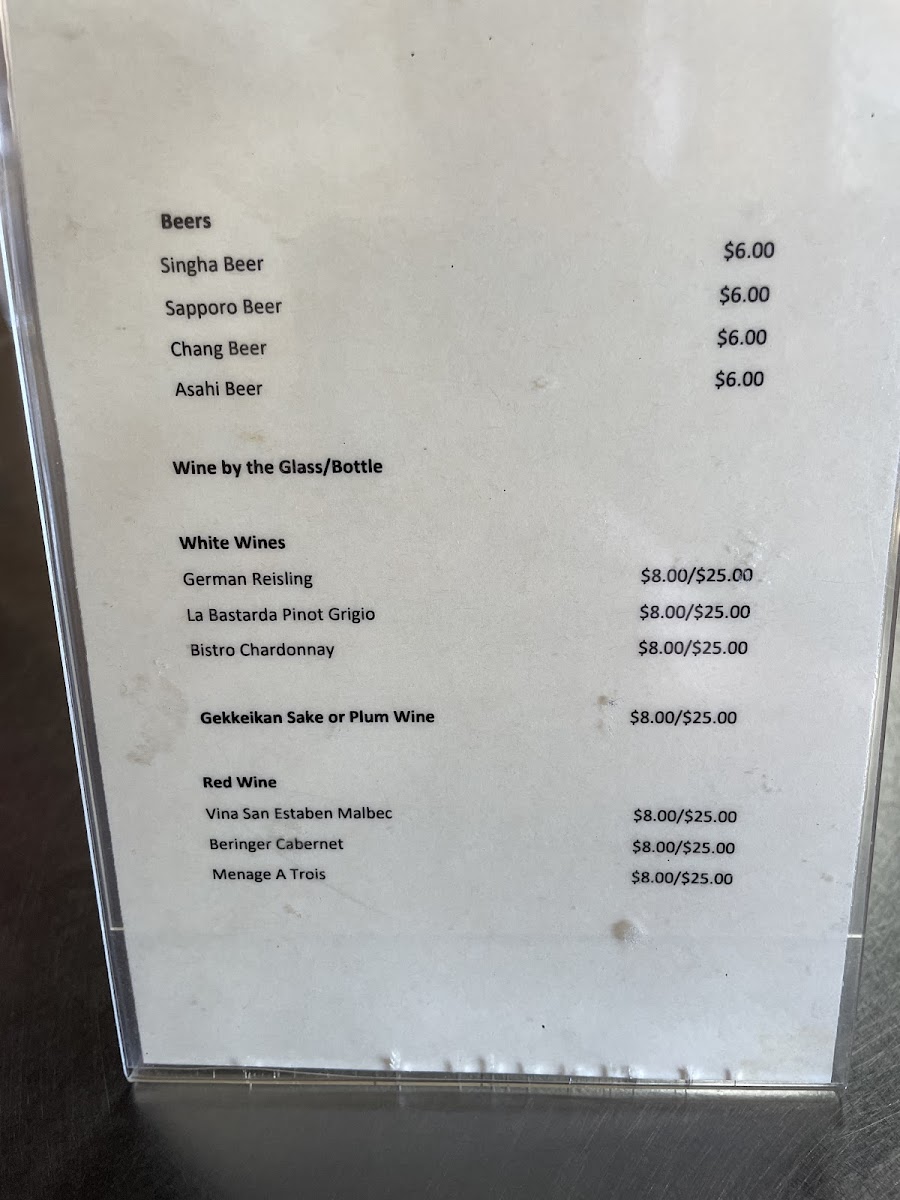 Beers
Singha Beer $6.00
Sapporo Beer $6.00
Chang Beer $6.00
Asahi Beer $6.00
Wine by the Glass/Bottle
White Wines
German Reisling $8.00/$25.00
La Bastarda Pinot Grigio $8.00/$25.00
Bistro Chardonnay $8.00/$25.00
Gekkeikan Sake or Plum Wine $8.00/$25.00
Red Wine
Vina San Estaben Malbec $8.00/$25.00
Beringer Cabernet $8.00/$25.00
Menage A Trois $8.00/$25.00